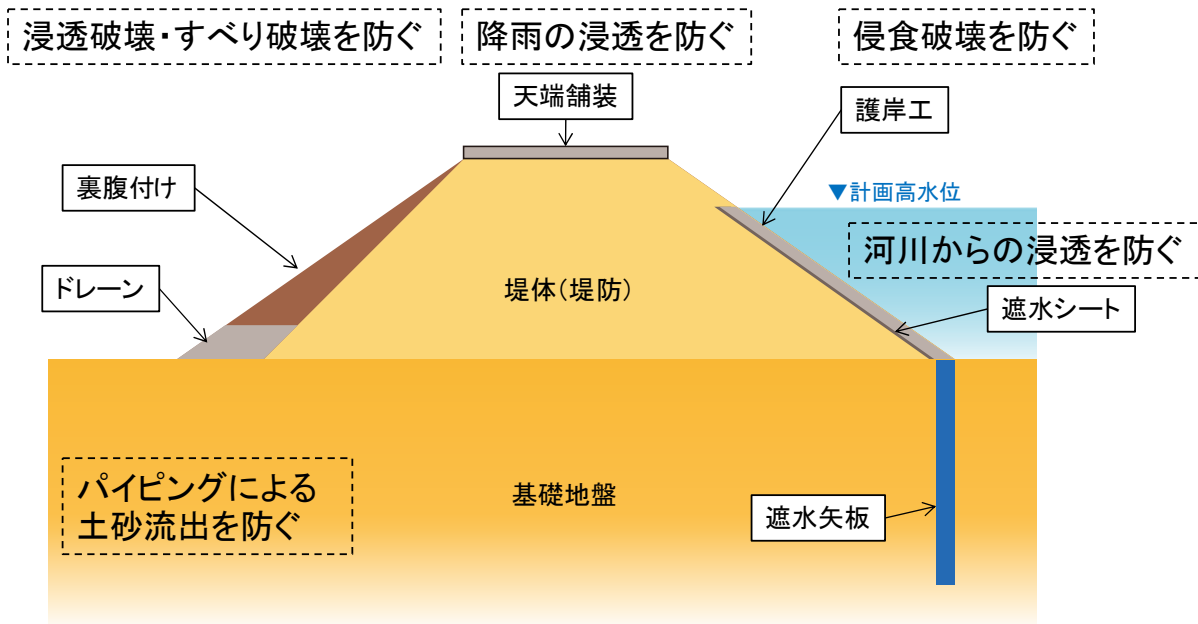 浸透破壊・すべり破壊を防ぐ
降雨の浸透を防ぐ
侵食破壊を防ぐ
天端舗装
護岸工
裏腹付け
▼計画高水位
河川からの浸透を防ぐ
ドレーン
堤体(堤防)
遮水シート
パイピングによる
土砂流出を防ぐ
基礎地盤
遮水矢板